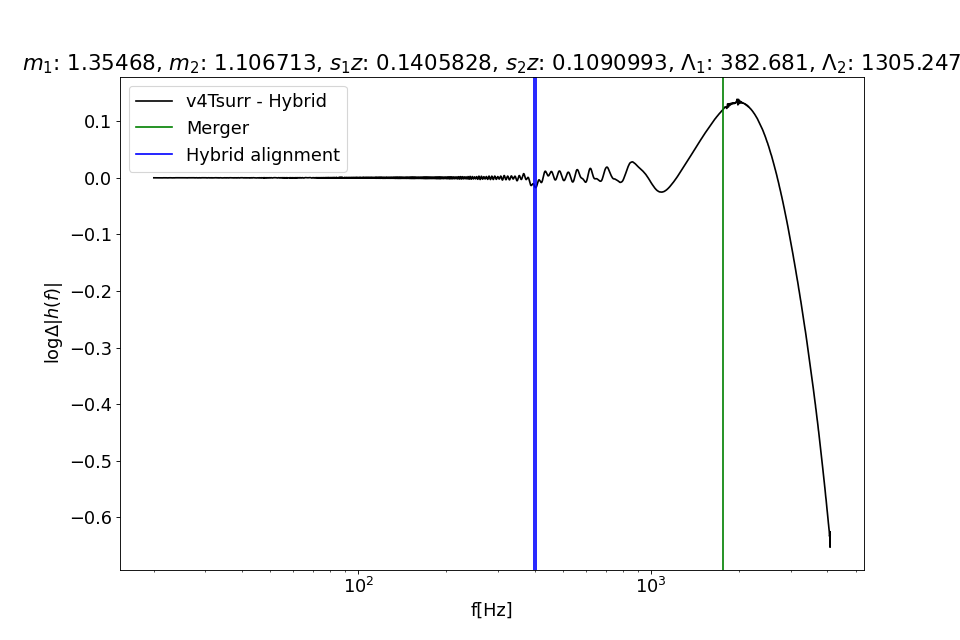 m₁: 1.35468, m₂: 1.106713, s₁z: 0.1405828, s₂z: 0.1090993, Λ₁: 382.681, Λ₂: 1305.247
v4Tsurr - Hybrid
Merger
Hybrid alignment
0.1
0.0
−0.1
−0.2
−0.3
−0.4
−0.5
−0.6
logΔ|h(f)|
10² 10³
f[Hz]